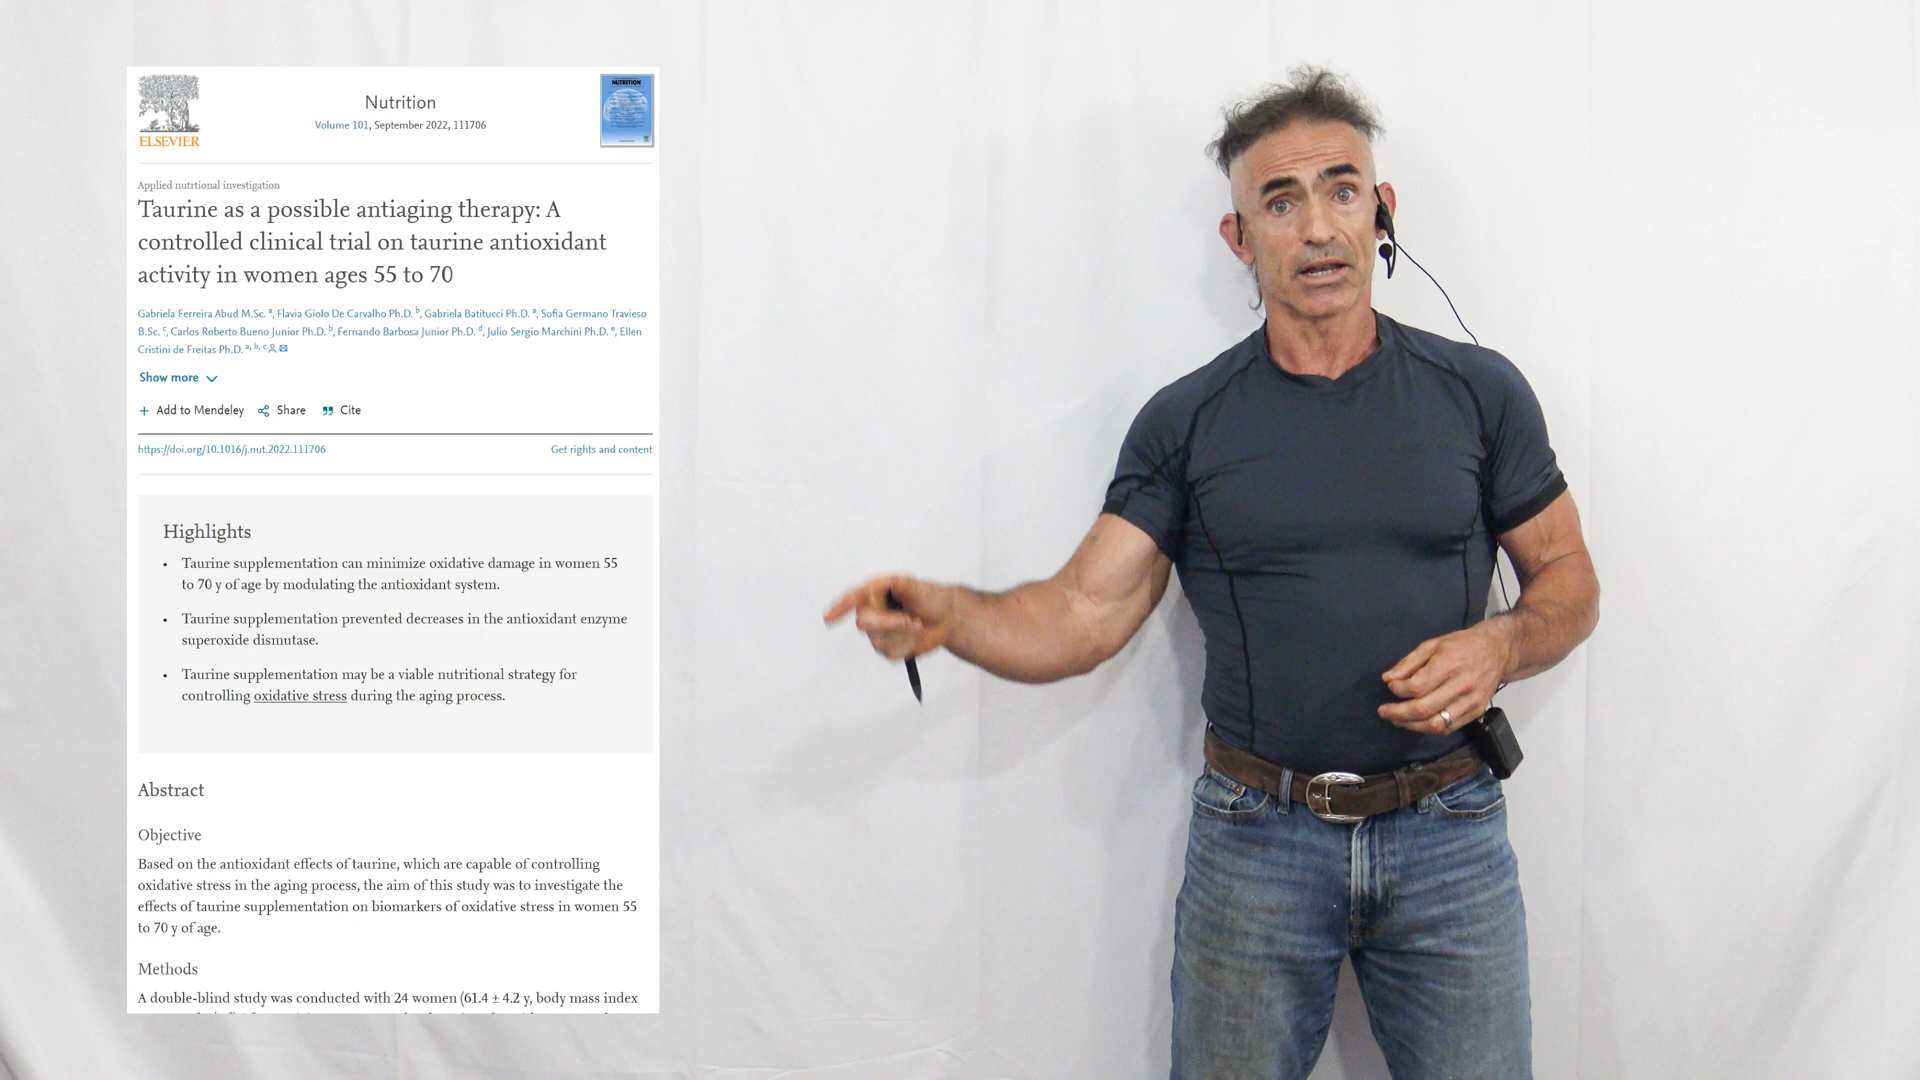 ELSEVIER
Nutrition
Volume 101, September 2022, 111706
NUTRITION
Applied nutrtional investigation
Taurine as a possible antiaging therapy: A
controlled clinical trial on taurine antioxidant
activity in women ages 55 to 70
Gabriela Ferreira Abud M.Sc. a, Flavia Giolo De Carvalho Ph.D. b, Gabriela Batitucci Ph.D. a, Sofia Germano Travieso
B.Sc. c, Carlos Roberto Bueno Junior Ph.D. b, Fernando Barbosa Junior Ph.D. d, Julio Sergio Marchini Ph.D. e, Ellen
Cristini de Freitas Ph.D. a, b, c
Show more
+ Add to Mendeley Share Cite
https://doi.org/10.1016/j.nut.2022.111706 Get rights and content
Highlights
• Taurine supplementation can minimize oxidative damage in women 55
to 70 y of age by modulating the antioxidant system.
• Taurine supplementation prevented decreases in the antioxidant enzyme
superoxide dismutase.
• Taurine supplementation may be a viable nutritional strategy for
controlling oxidative stress during the aging process.
Abstract
Objective
Based on the antioxidant effects of taurine, which are capable of controlling
oxidative stress in the aging process, the aim of this study was to investigate the
effects of taurine supplementation on biomarkers of oxidative stress in women 55
to 70 y of age.
Methods
A double-blind study was conducted with 24 women (61.4 ± 4.2 y, body mass index